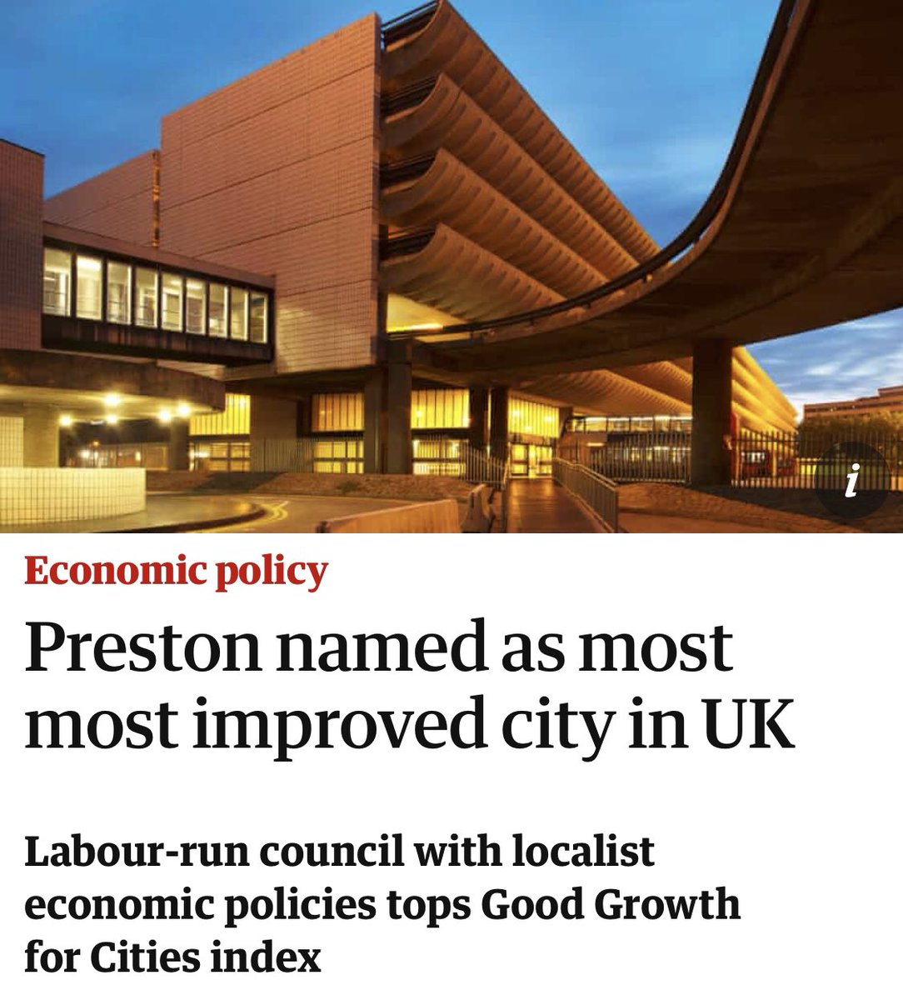 i
Economic policy
Preston named as most
most improved city in UK
Labour-run council with localist
economic policies tops Good Growth
for Cities index